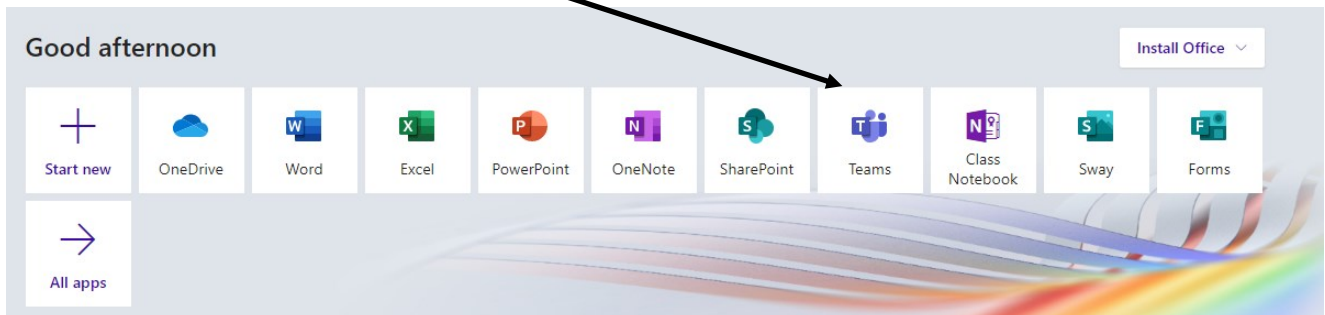 Good afternoon
Install Office
Start new
OneDrive
W
Word
X
Excel
P
PowerPoint
N
OneNote
S
SharePoint
T
Teams
N
Class
Notebook
S
Sway
F
Forms
All apps